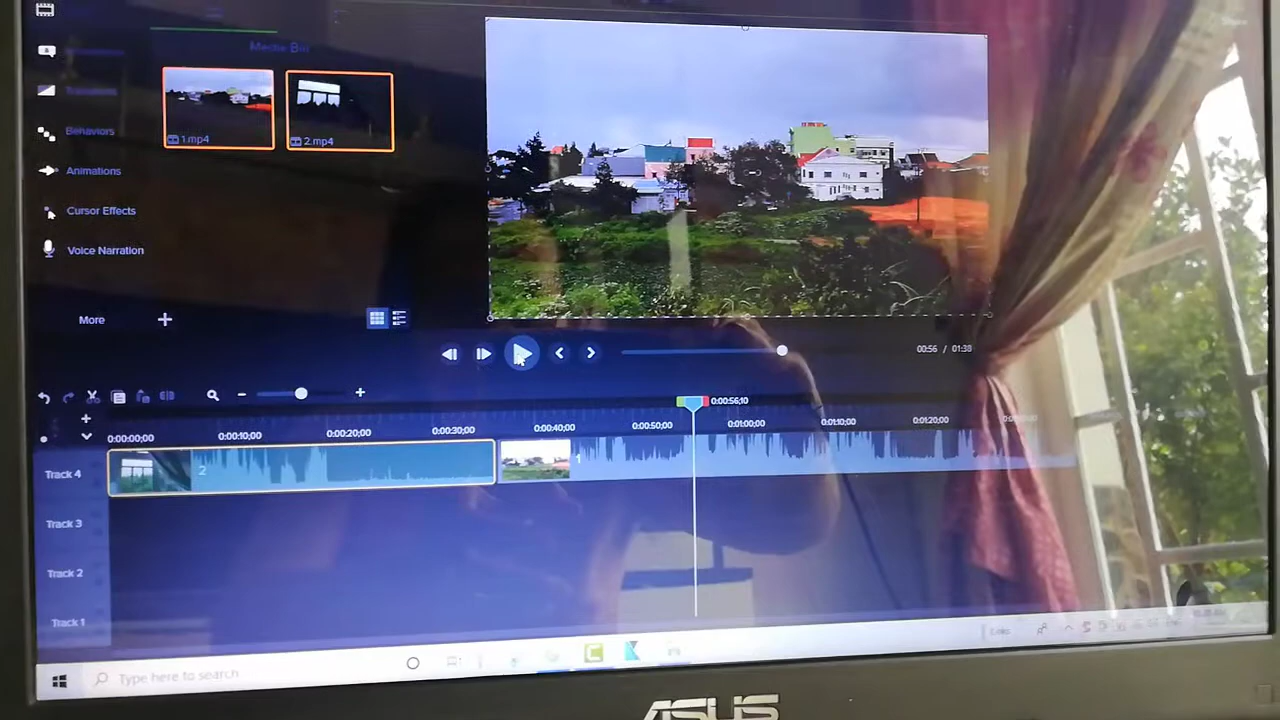 Media Bin
1.mp4
2.mp4
Behaviors
Animations
Cursor Effects
Voice Narration
More
00:56 / 01:38
0:00:56;10
0:00:00;00
0:00:10;00
0:00:20;00
0:00:30;00
0:00:40;00
0:00:50;00
0:01:00;00
0:01:10;00
0:01:20;00
Track 4
2
1
Track 3
Track 2
Track 1
Type here to search
ASUS